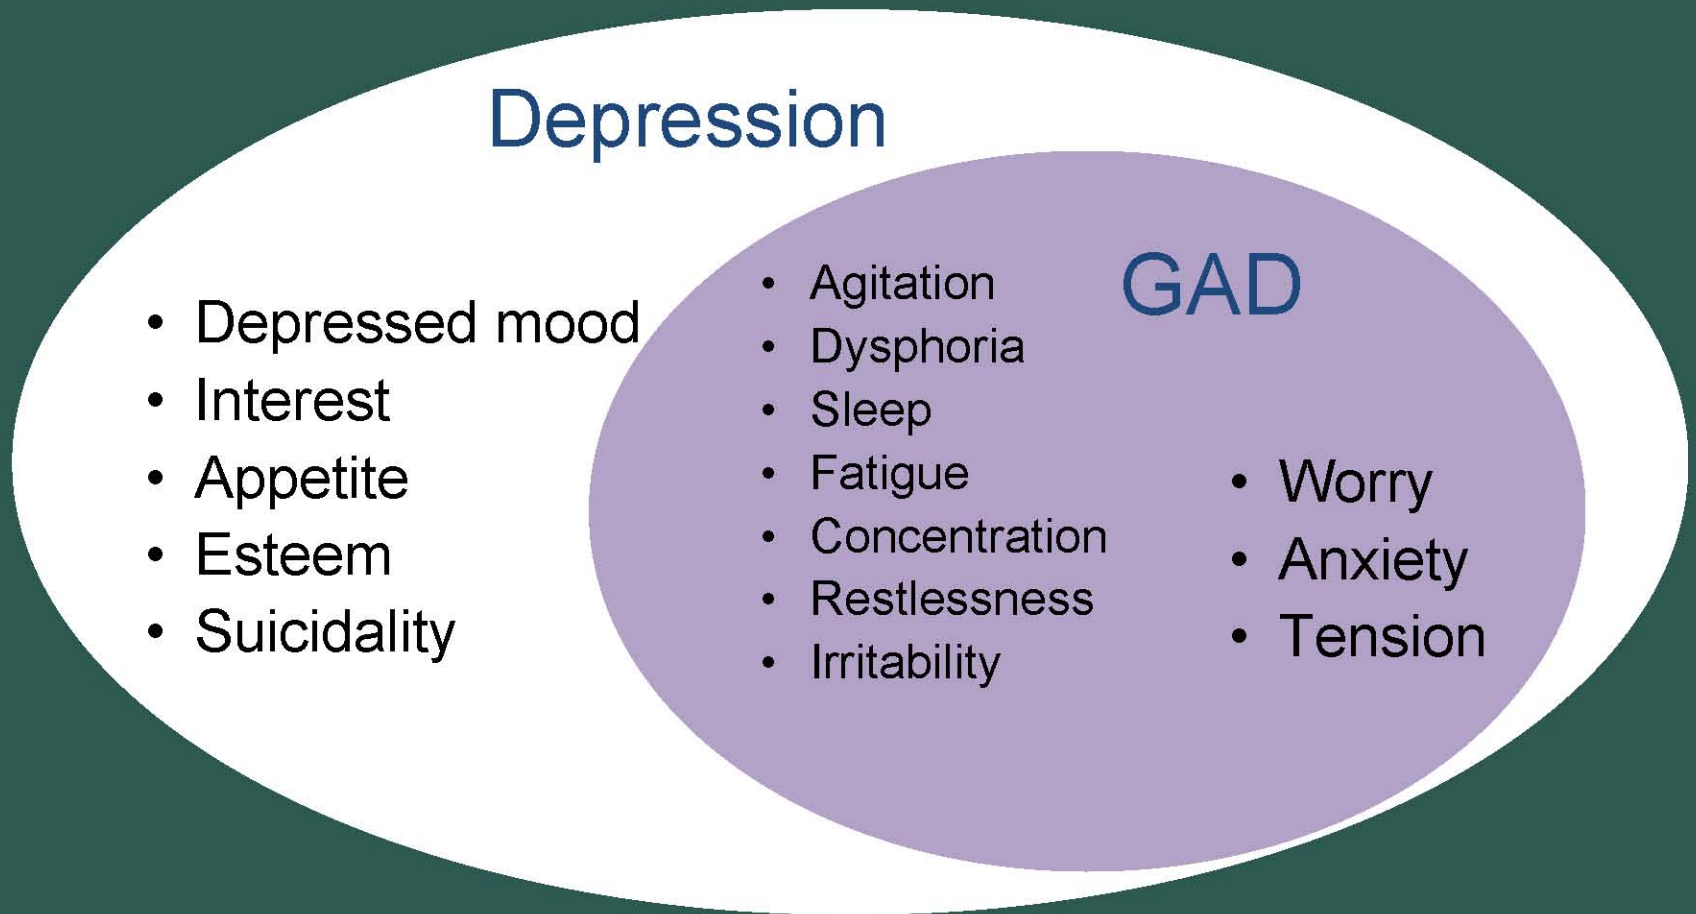 Depression
• Depressed mood
• Interest
• Appetite
• Esteem
• Suicidality
GAD
• Agitation
• Dysphoria
• Sleep
• Fatigue
• Concentration
• Restlessness
• Irritability
• Worry
• Anxiety
• Tension